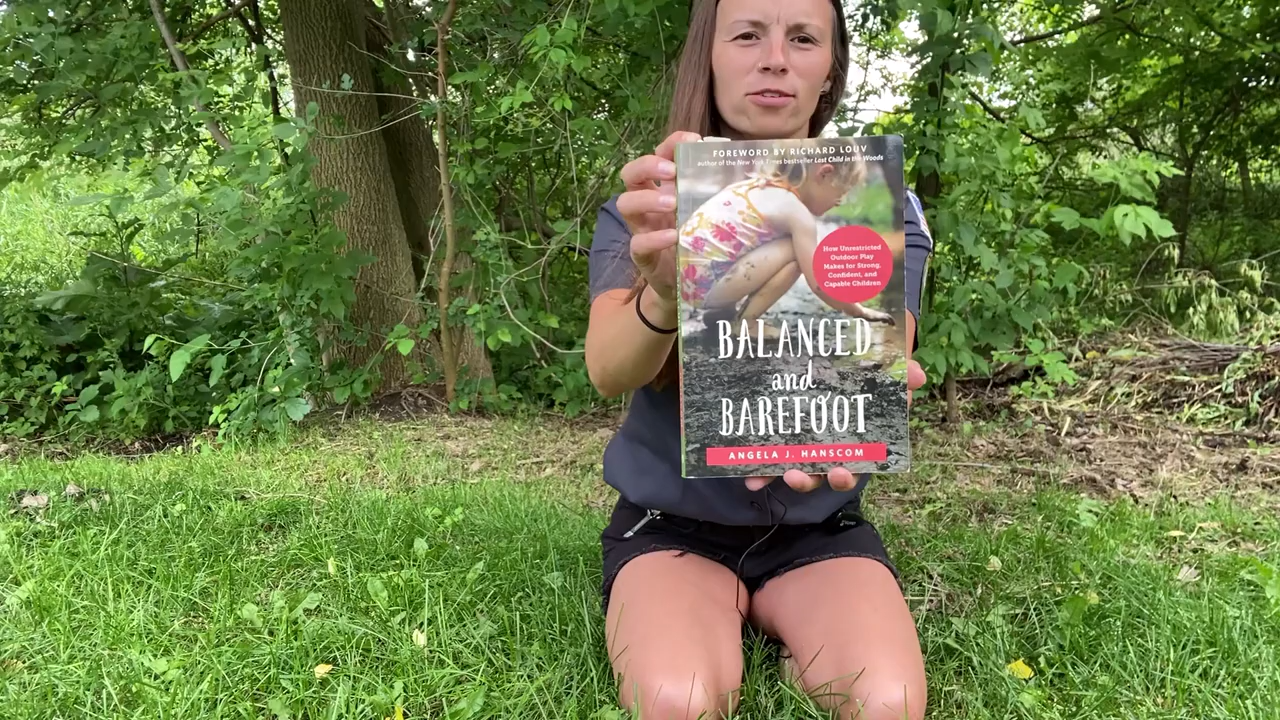 FOREWORD BY RICHARD LOUV
author of the New York Times bestseller Last Child in the Woods
How Unrestricted
Outdoor Play
Makes for Strong,
Confident, and
Capable Children
BALANCED
and
BAREFOOT
ANGELA J. HANSCOM